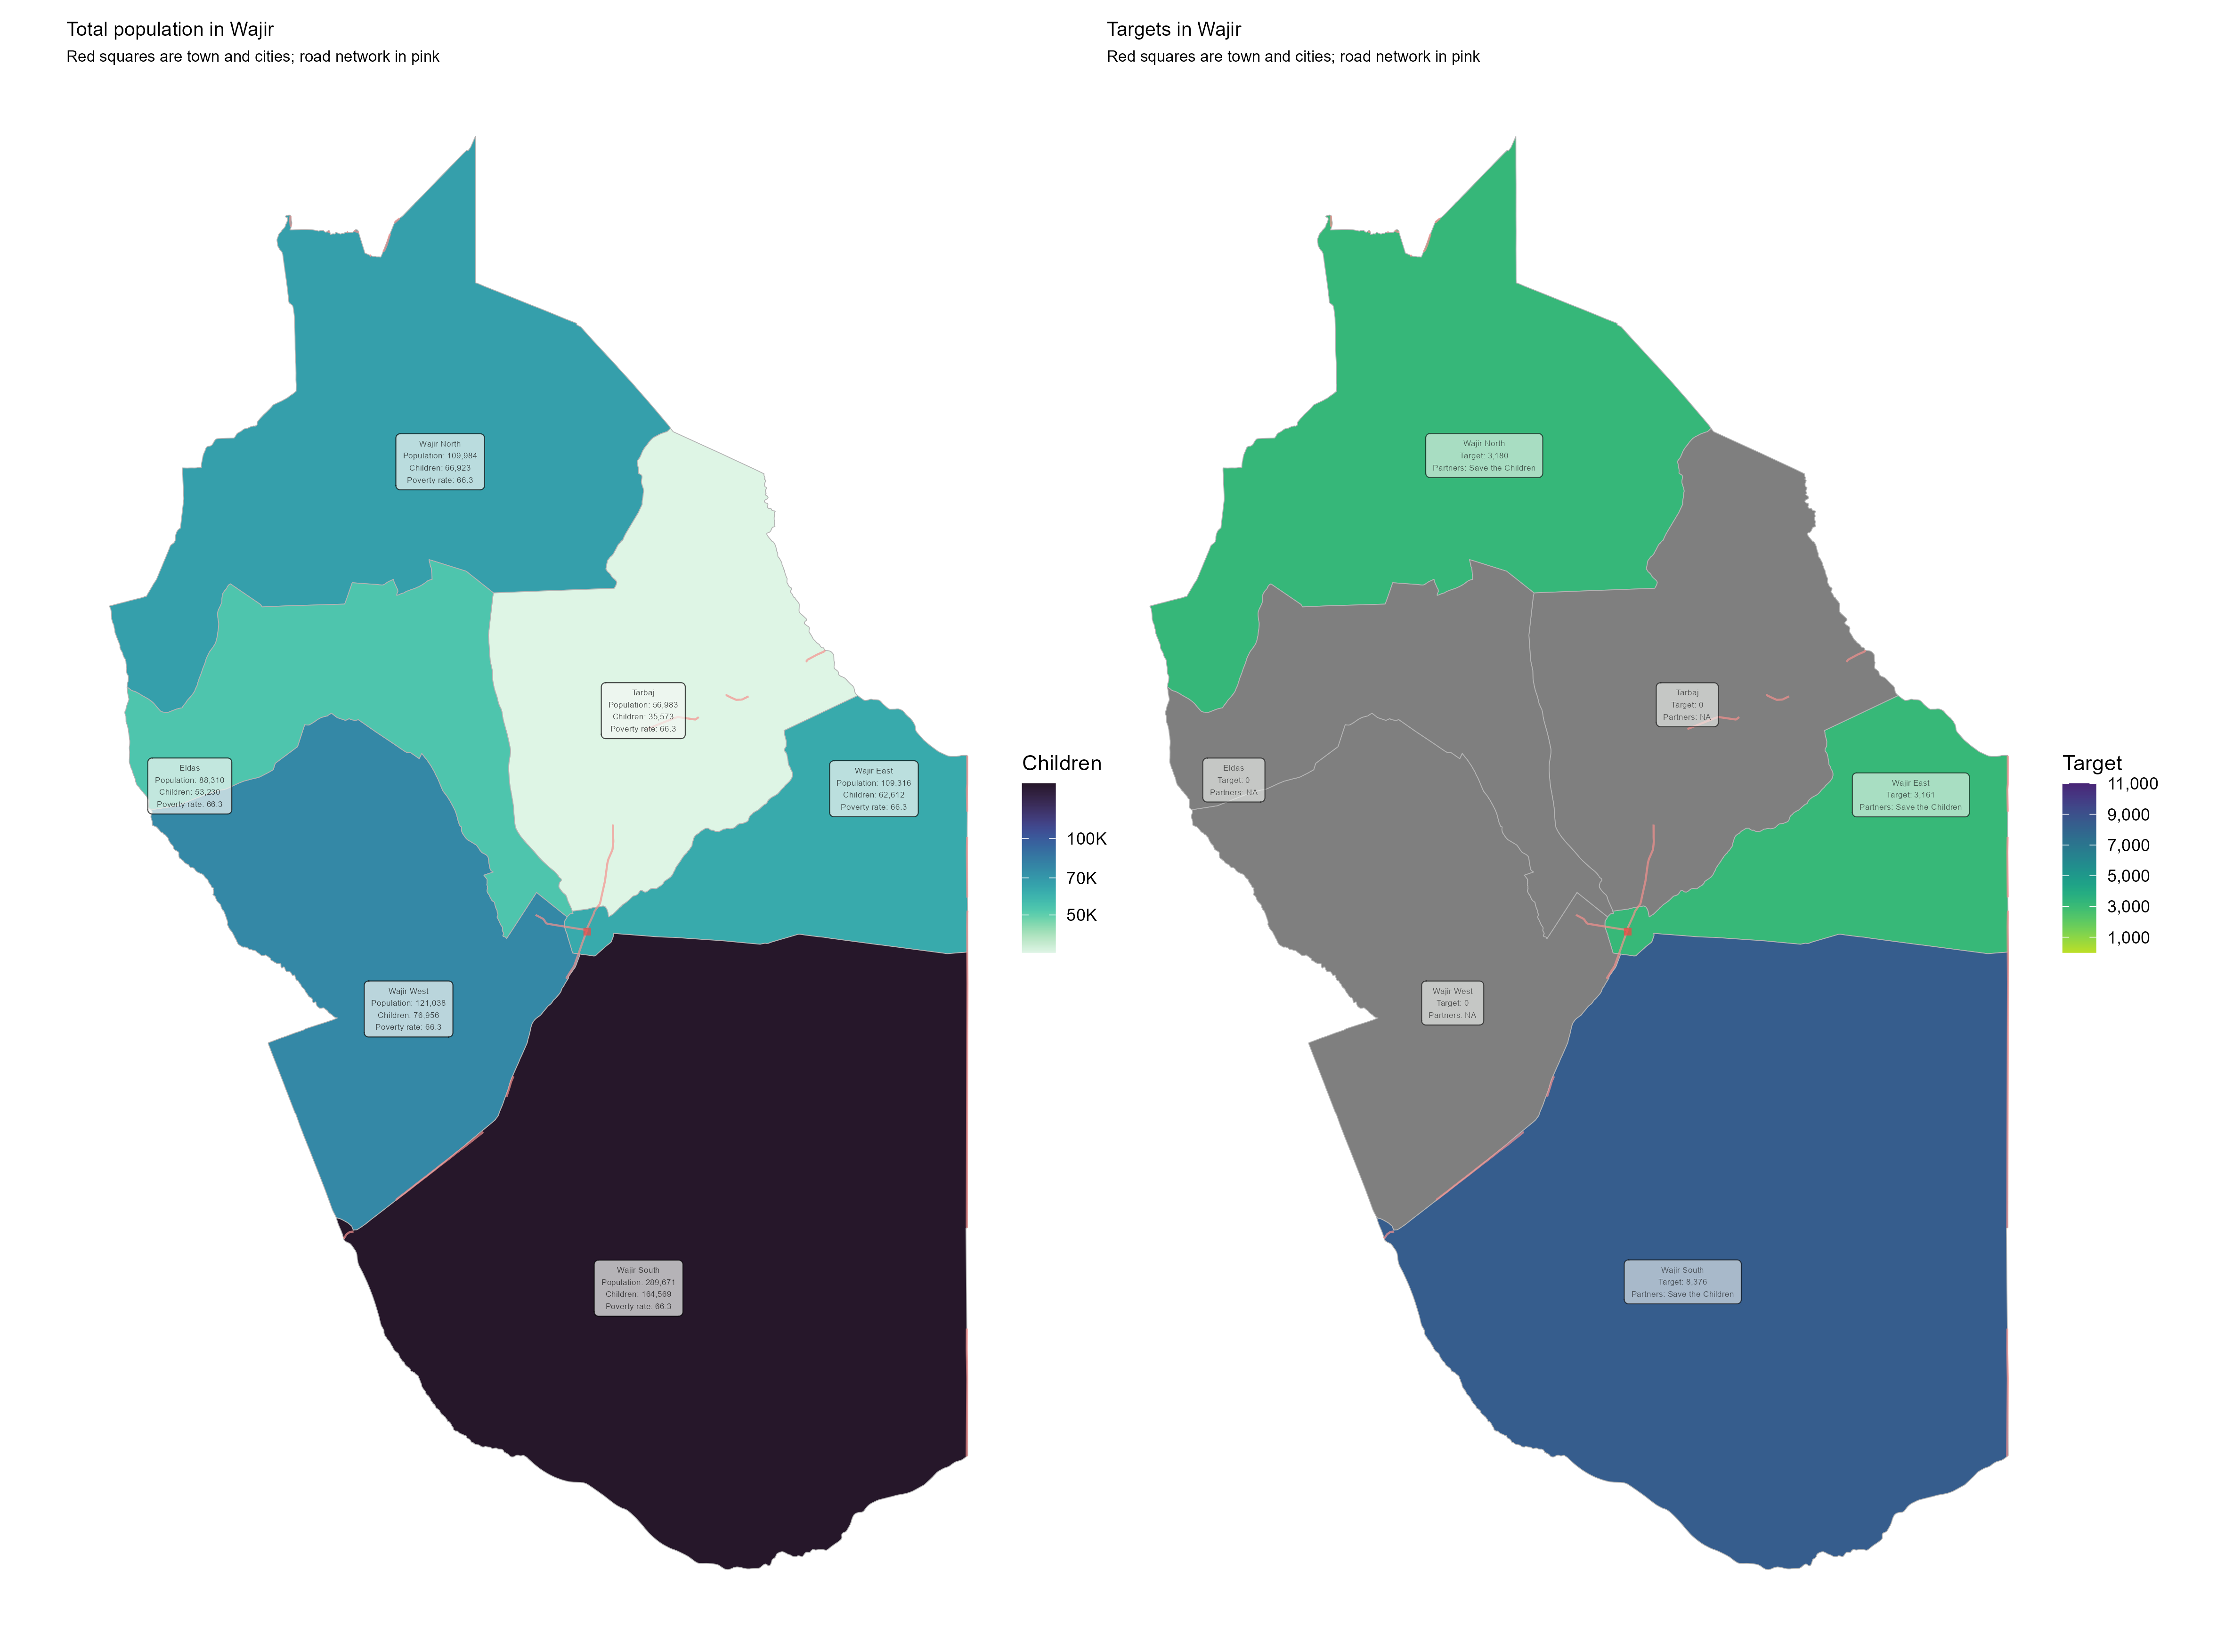 Total population in Wajir
Red squares are town and cities; road network in pink
Wajir North
Population: 109,984
Children: 66,923
Poverty rate: 66.3
Tarbaj
Population: 56,983
Children: 35,573
Poverty rate: 66.3
Eldas
Population: 88,310
Children: 53,230
Poverty rate: 66.3
Wajir East
Population: 109,316
Children: 62,612
Poverty rate: 66.3
Wajir West
Population: 121,038
Children: 76,956
Poverty rate: 66.3
Wajir South
Population: 289,671
Children: 164,569
Poverty rate: 66.3
Children
100K
70K
50K
Targets in Wajir
Red squares are town and cities; road network in pink
Wajir North
Target: 3,180
Partners: Save the Children
Tarbaj
Target: 0
Partners: NA
Eldas
Target: 0
Partners: NA
Wajir East
Target: 3,161
Partners: Save the Children
Wajir West
Target: 0
Partners: NA
Wajir South
Target: 8,376
Partners: Save the Children
Target
11,000
9,000
7,000
5,000
3,000
1,000